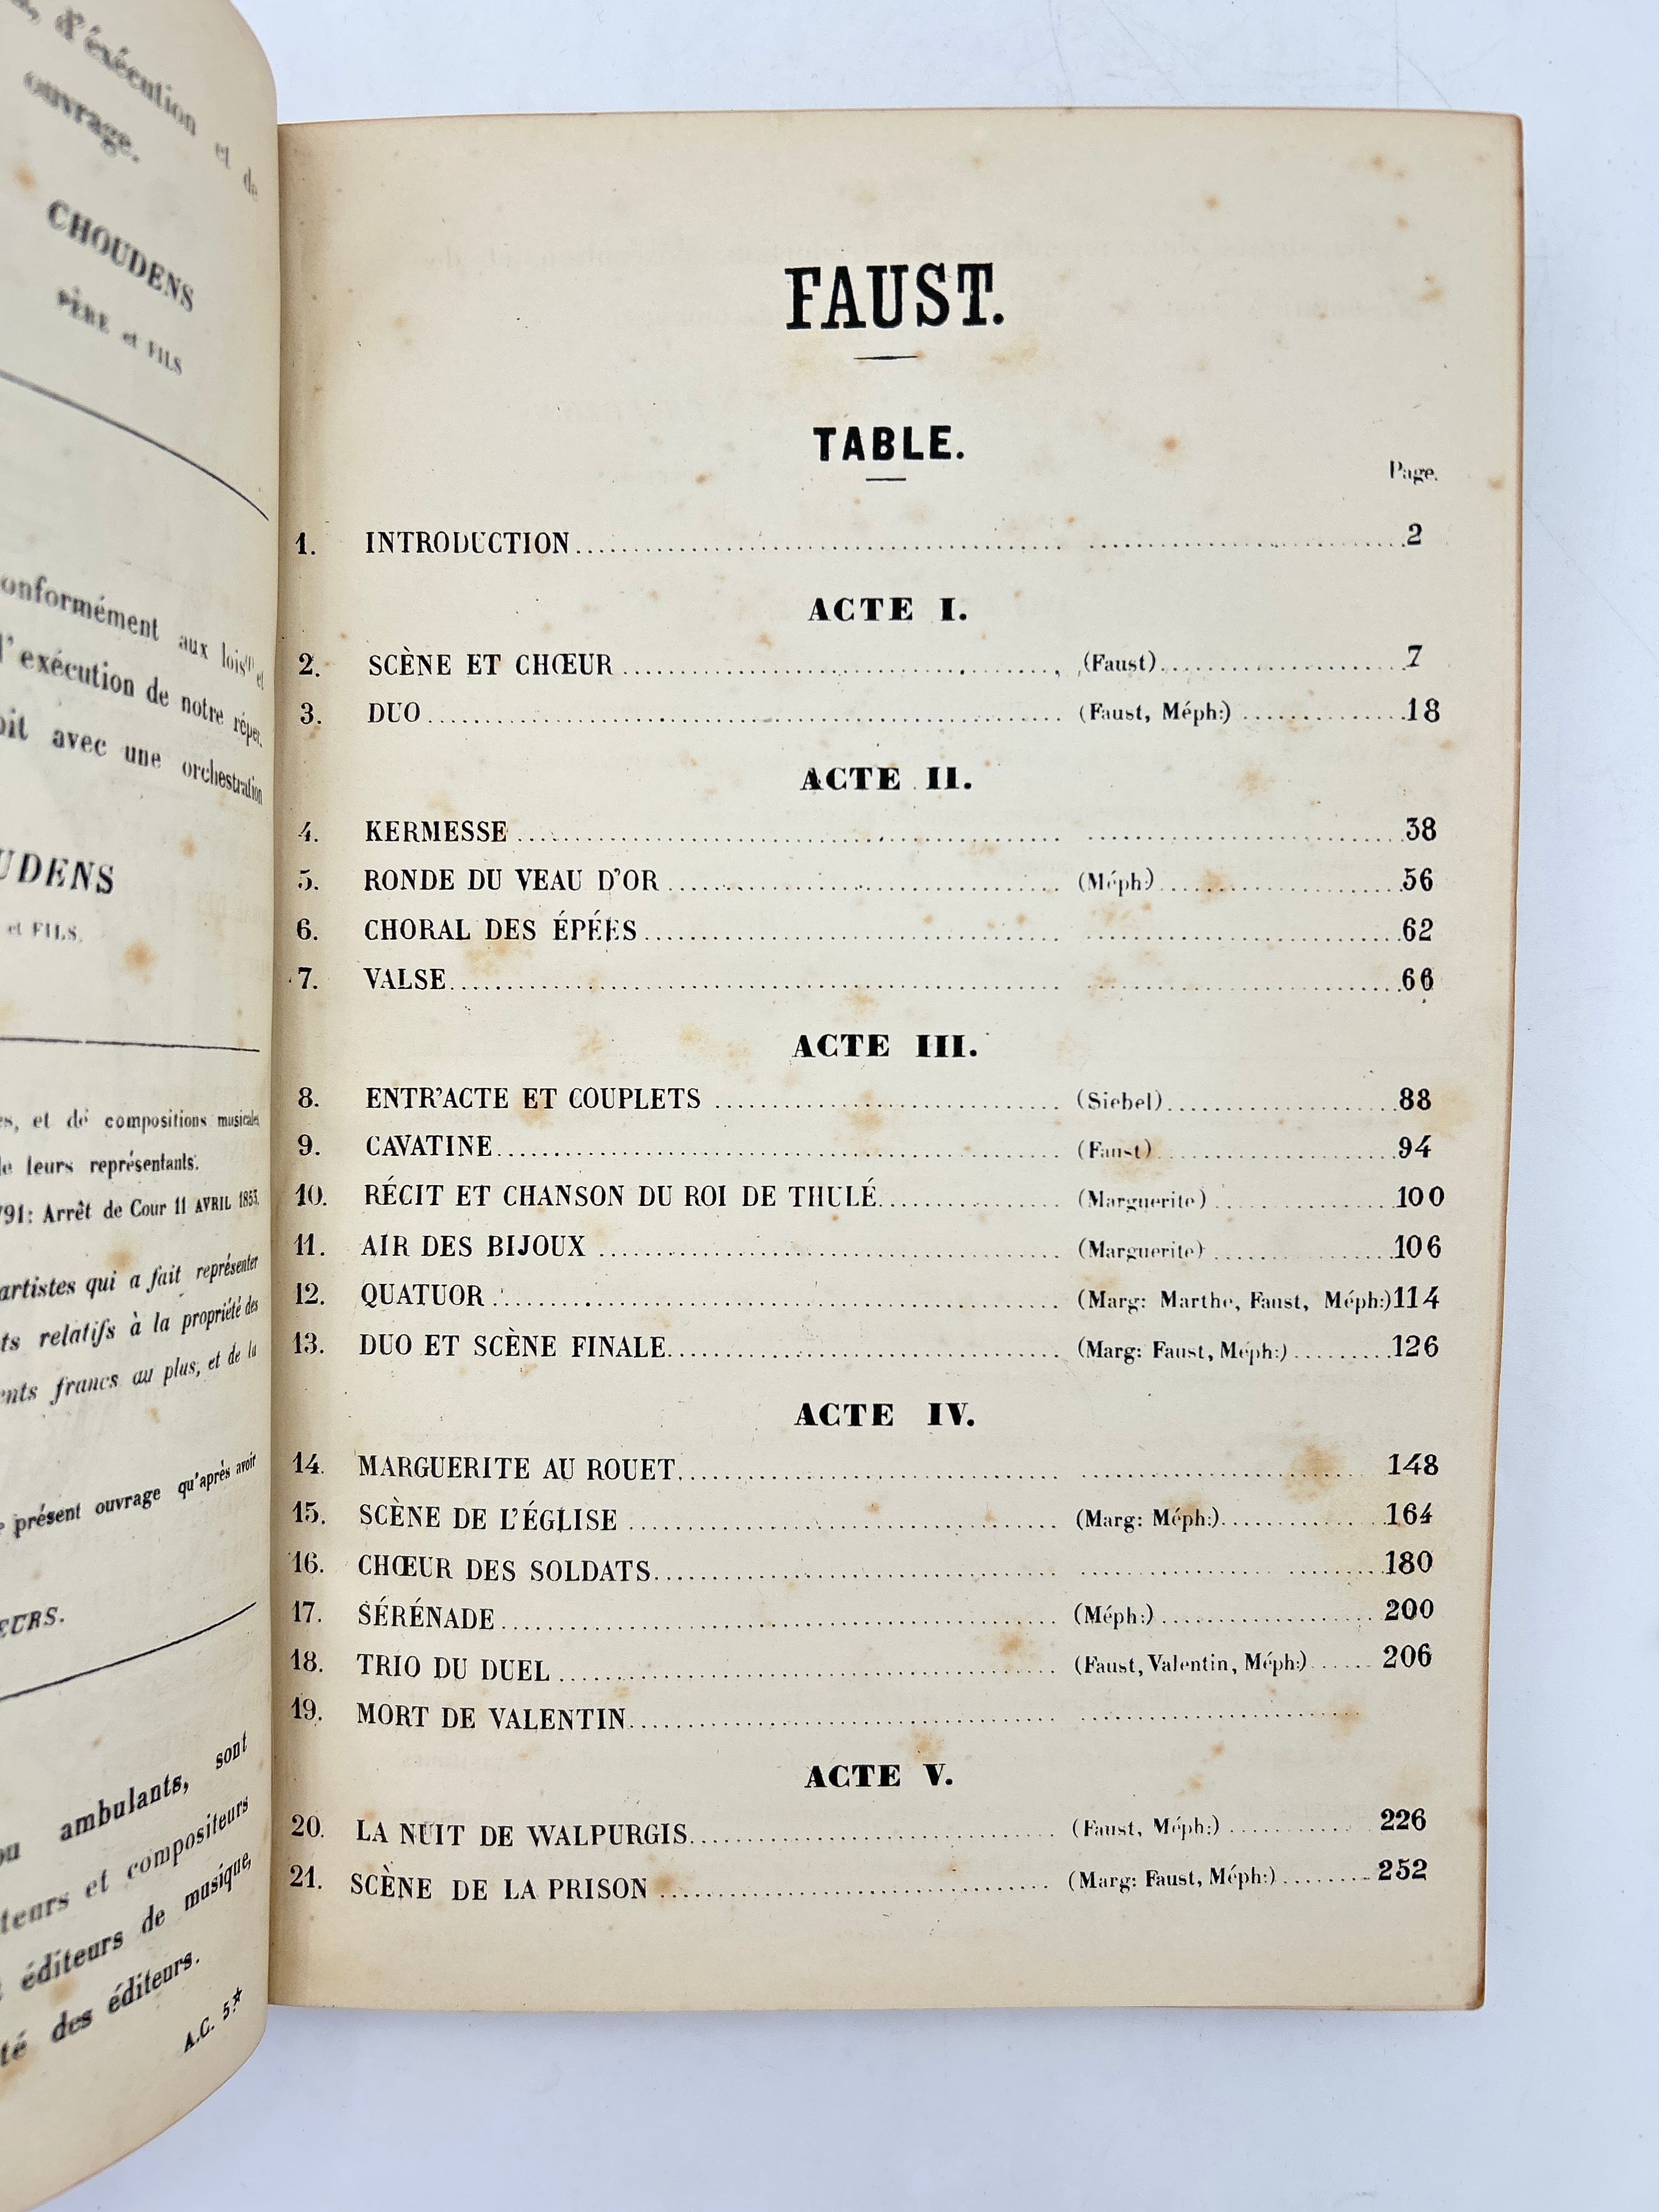 d'éxécution et de
ouvrage.
CHOUDENS
PÈRE et FILS
onformément aux lois(1) et
l'exécution de notre réper.
oit avec une orchestration
UDENS
et FILS.
es, et de compositions musicales
le leurs représentants.
791: Arrêt de Cour 11 AVRIL 1853.
artistes qui a fait représenter
ts relatifs à la propriété des
ents francs au plus, et de la
présent ouvrage qu'après avoir
EURS.
ou ambulants, sont
teurs et compositeurs
éditeurs de musique,
té des éditeurs.
A.C. 5*
FAUST.
TABLE.
Page.
1. INTRODUCTION 2
ACTE I.
2. SCÈNE ET CHŒUR (Faust) 7
3. DUO (Faust, Méph:) 18
ACTE II.
4. KERMESSE 38
5. RONDE DU VEAU D'OR (Méph:) 56
6. CHORAL DES ÉPÉES 62
7. VALSE 66
ACTE III.
8. ENTR'ACTE ET COUPLETS (Siebel) 88
9. CAVATINE (Faust) 94
10. RÉCIT ET CHANSON DU ROI DE THULÉ (Marguerite) 100
11. AIR DES BIJOUX (Marguerite) 106
12. QUATUOR (Marg: Marthe, Faust, Méph:) 114
13. DUO ET SCÈNE FINALE (Marg: Faust, Méph:) 126
ACTE IV.
14. MARGUERITE AU ROUET 148
15. SCÈNE DE L'ÉGLISE (Marg: Méph:) 164
16. CHŒUR DES SOLDATS 180
17. SÉRÉNADE (Méph:) 200
18. TRIO DU DUEL (Faust, Valentin, Méph:) 206
19. MORT DE VALENTIN
ACTE V.
20. LA NUIT DE WALPURGIS (Faust, Méph:) 226
21. SCÈNE DE LA PRISON (Marg: Faust, Méph:) 252